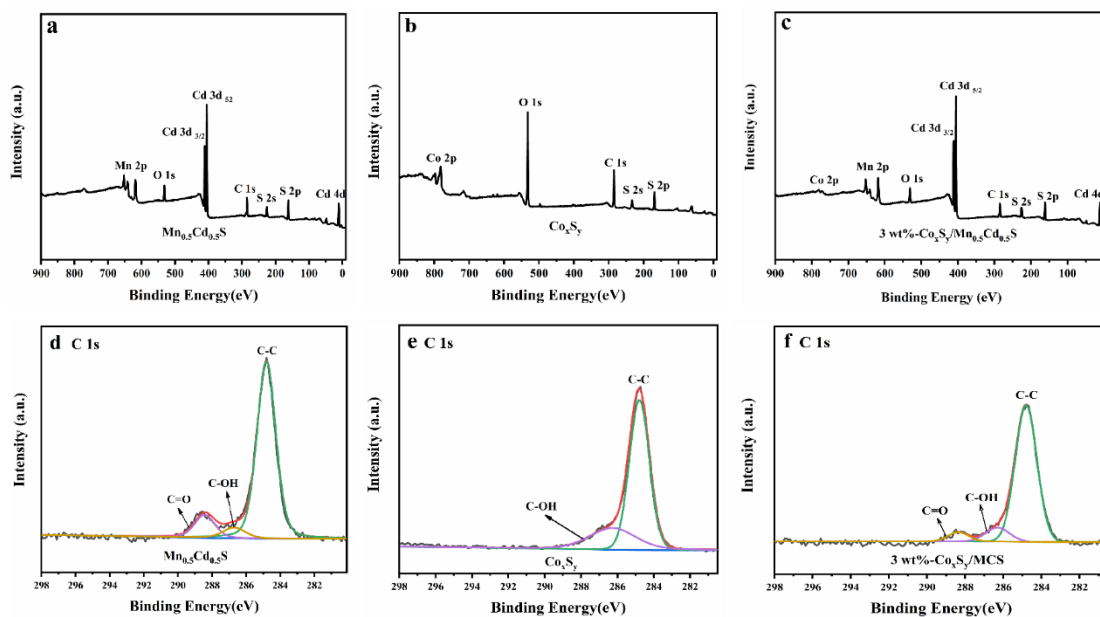 a
Cd 3d 52
Cd 3d 3/2
Mn 2p
O 1s
C 1s
S 2s
S 2p
Cd 4d
Mn0.5Cd0.5S
Intensity (a.u.)
900 800 700 600 500 400 300 200 100 0
Binding Energy(eV)
b
O 1s
Co 2p
C 1s
S 2s
S 2p
CoxSy
Intensity (a.u.)
900 800 700 600 500 400 300 200 100 0
Binding Energy(eV)
c
Cd 3d 5/2
Cd 3d 3/2
Co 2p
Mn 2p
O 1s
C 1s
S 2s
S 2p
Cd 4d
3 wt%-CoxSy/Mn0.5Cd0.5S
Intensity (a.u.)
900 800 700 600 500 400 300 200 100 0
Binding Energy (eV)
d C 1s
C-C
C-OH
C=O
Mn0.5Cd0.5S
Intensity (a.u.)
298 296 294 292 290 288 286 284 282
Binding Energy(eV)
e C 1s
C-C
C-OH
CoxSy
Intensity (a.u.)
298 296 294 292 290 288 286 284 282
Binding Energy(eV)
f C 1s
C-C
C-OH
C=O
3 wt%-CoxSy/MCS
Intensity (a.u.)
298 296 294 292 290 288 286 284 282
Binding Energy(eV)